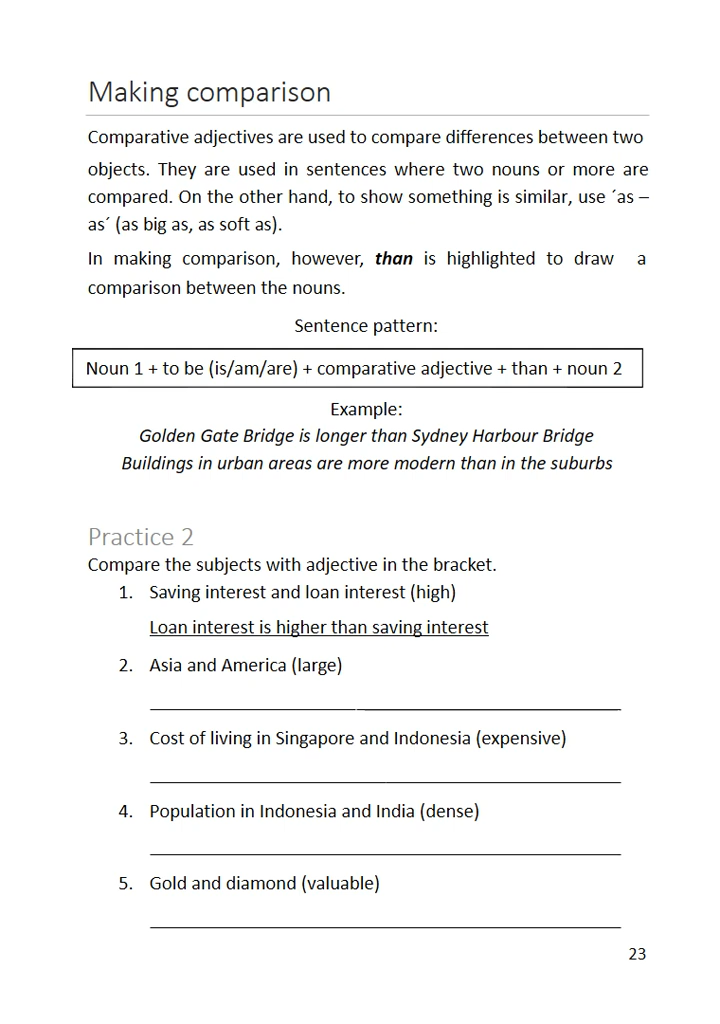 Making comparison
Comparative adjectives are used to compare differences between two
objects. They are used in sentences where two nouns or more are
compared. On the other hand, to show something is similar, use ´as –
as´ (as big as, as soft as).
In making comparison, however, than is highlighted to draw a
comparison between the nouns.
Sentence pattern:
Noun 1 + to be (is/am/are) + comparative adjective + than + noun 2
Example:
Golden Gate Bridge is longer than Sydney Harbour Bridge
Buildings in urban areas are more modern than in the suburbs
Practice 2
Compare the subjects with adjective in the bracket.
1. Saving interest and loan interest (high)
Loan interest is higher than saving interest
2. Asia and America (large)
3. Cost of living in Singapore and Indonesia (expensive)
4. Population in Indonesia and India (dense)
5. Gold and diamond (valuable)
23